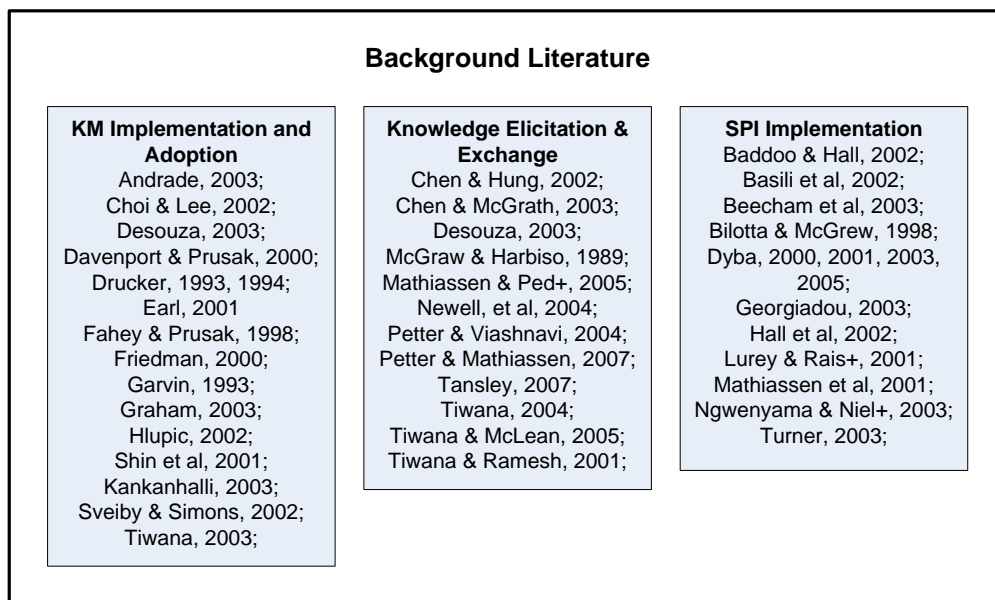 Background Literature
KM Implementation and
Adoption
Andrade, 2003;
Choi & Lee, 2002;
Desouza, 2003;
Davenport & Prusak, 2000;
Drucker, 1993, 1994;
Earl, 2001
Fahey & Prusak, 1998;
Friedman, 2000;
Garvin, 1993;
Graham, 2003;
Hlupic, 2002;
Shin et al, 2001;
Kankanhalli, 2003;
Sveiby & Simons, 2002;
Tiwana, 2003;
Knowledge Elicitation &
Exchange
Chen & Hung, 2002;
Chen & McGrath, 2003;
Desouza, 2003;
McGraw & Harbiso, 1989;
Mathiassen & Ped+, 2005;
Newell, et al, 2004;
Petter & Viashnavi, 2004;
Petter & Mathiassen, 2007;
Tansley, 2007;
Tiwana, 2004;
Tiwana & McLean, 2005;
Tiwana & Ramesh, 2001;
SPI Implementation
Baddoo & Hall, 2002;
Basili et al, 2002;
Beecham et al, 2003;
Bilotta & McGrew, 1998;
Dyba, 2000, 2001, 2003,
2005;
Georgiadou, 2003;
Hall et al, 2002;
Lurey & Rais+, 2001;
Mathiassen et al, 2001;
Ngwenyama & Niel+, 2003;
Turner, 2003;